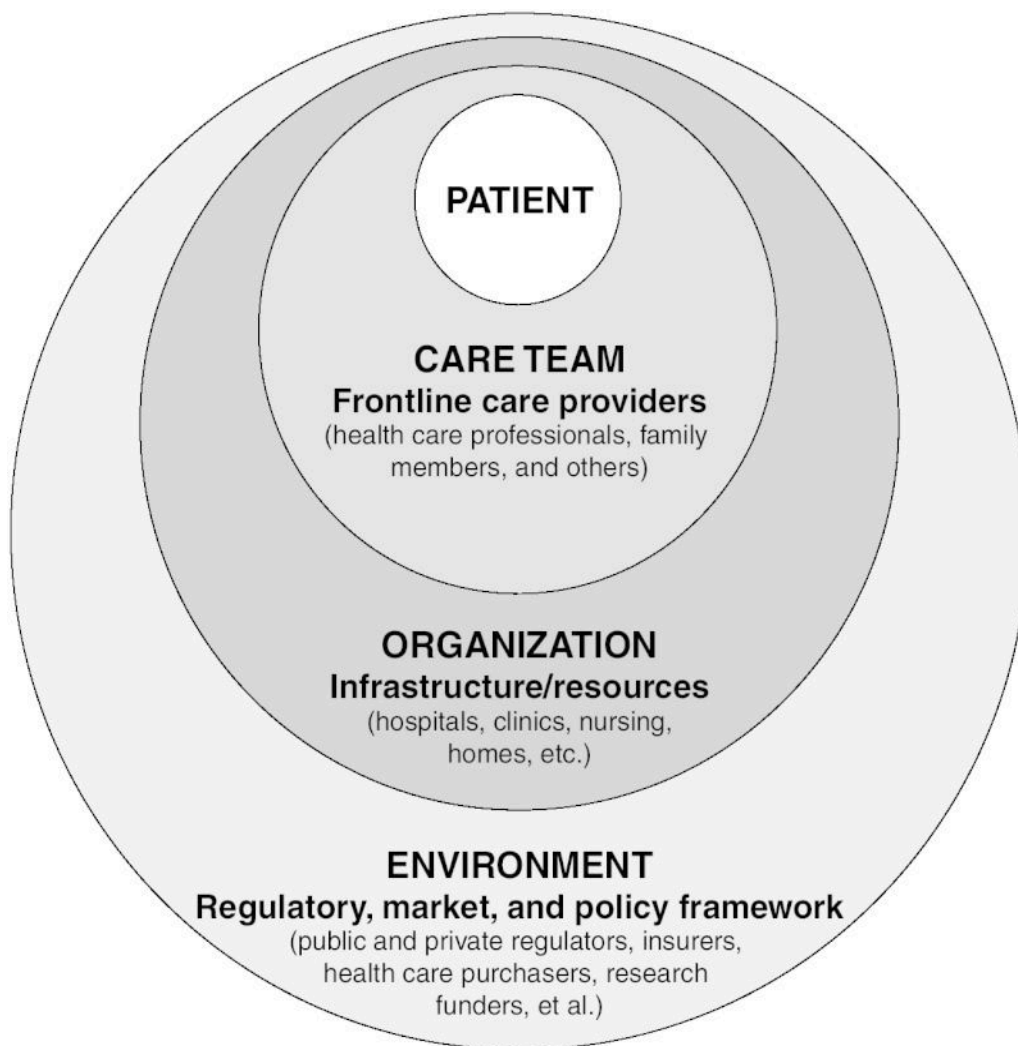 PATIENT
CARE TEAM
Frontline care providers
(health care professionals, family
members, and others)
ORGANIZATION
Infrastructure/resources
(hospitals, clinics, nursing,
homes, etc.)
ENVIRONMENT
Regulatory, market, and policy framework
(public and private regulators, insurers,
health care purchasers, research
funders, et al.)